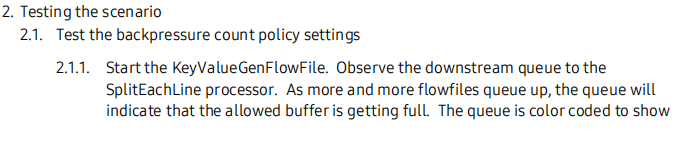 2. Testing the scenario
2.1. Test the backpressure count policy settings
2.1.1. Start the KeyValueGenFlowFile. Observe the downstream queue to the
SplitEachLine processor. As more and more flowfiles queue up, the queue will
indicate that the allowed buffer is getting full. The queue is color coded to show